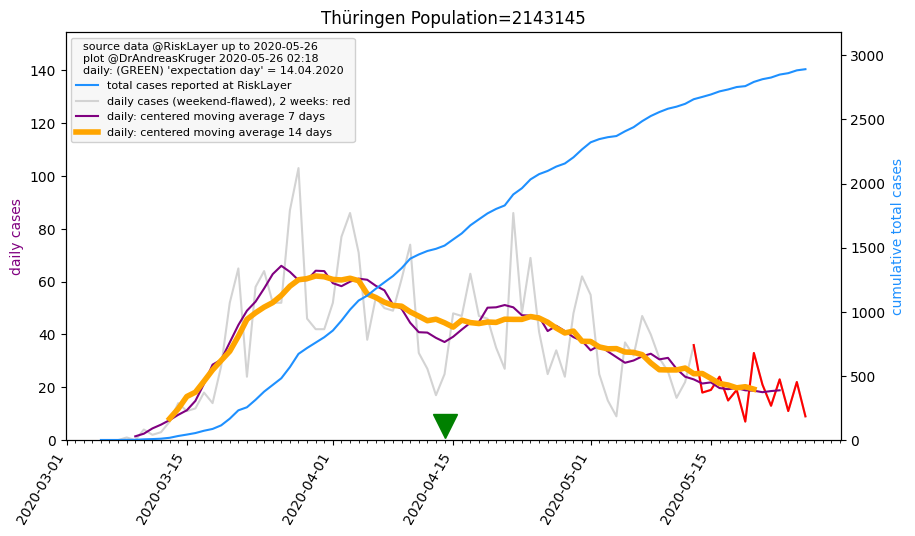 Thüringen Population=2143145
source data @RiskLayer up to 2020-05-26
plot @DrAndreasKruger 2020-05-26 02:18
daily: (GREEN) 'expectation day' = 14.04.2020
total cases reported at RiskLayer
daily cases (weekend-flawed), 2 weeks: red
daily: centered moving average 7 days
daily: centered moving average 14 days
daily cases
140
120
100
80
60
40
20
0
cumulative total cases
3000
2500
2000
1500
1000
500
0
2020-03-01
2020-03-15
2020-04-01
2020-04-15
2020-05-01
2020-05-15